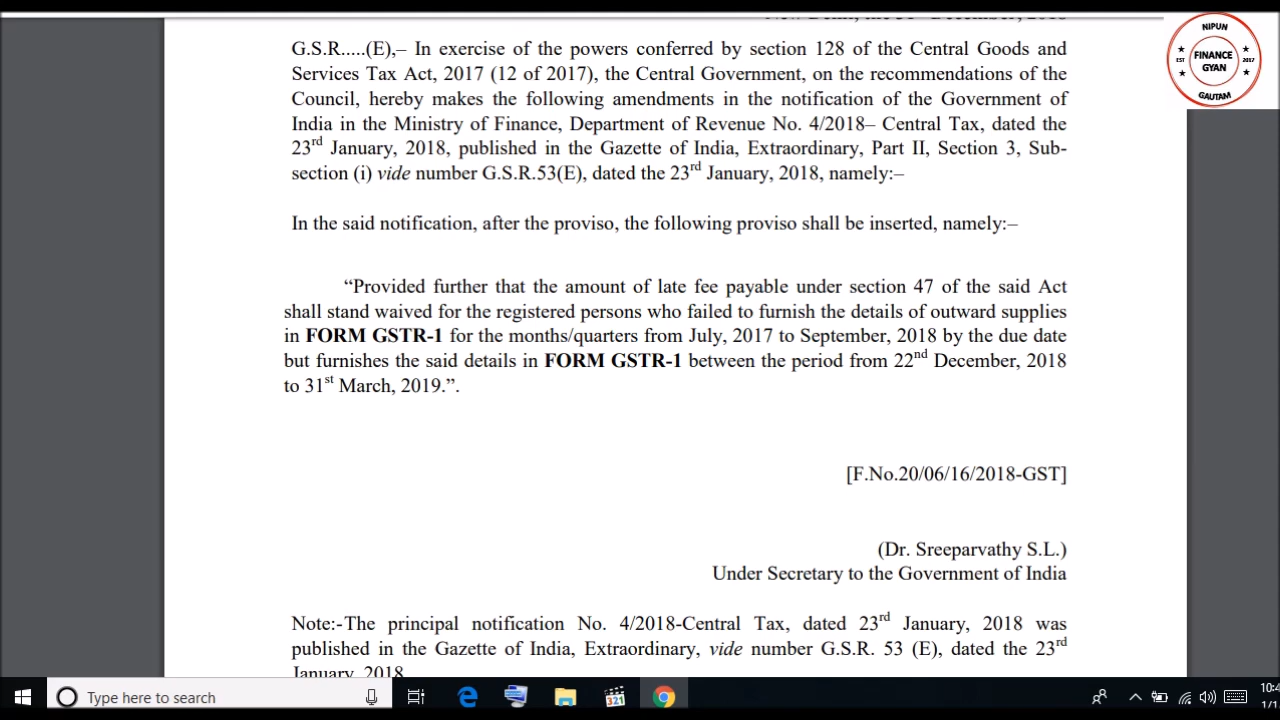 G.S.R.....(E),– In exercise of the powers conferred by section 128 of the Central Goods and
Services Tax Act, 2017 (12 of 2017), the Central Government, on the recommendations of the
Council, hereby makes the following amendments in the notification of the Government of
India in the Ministry of Finance, Department of Revenue No. 4/2018– Central Tax, dated the
23rd January, 2018, published in the Gazette of India, Extraordinary, Part II, Section 3, Sub-
section (i) vide number G.S.R.53(E), dated the 23rd January, 2018, namely:–
In the said notification, after the proviso, the following proviso shall be inserted, namely:–
“Provided further that the amount of late fee payable under section 47 of the said Act
shall stand waived for the registered persons who failed to furnish the details of outward supplies
in FORM GSTR-1 for the months/quarters from July, 2017 to September, 2018 by the due date
but furnishes the said details in FORM GSTR-1 between the period from 22nd December, 2018
to 31st March, 2019.”.
[F.No.20/06/16/2018-GST]
(Dr. Sreeparvathy S.L.)
Under Secretary to the Government of India
Note:-The principal notification No. 4/2018-Central Tax, dated 23rd January, 2018 was
published in the Gazette of India, Extraordinary, vide number G.S.R. 53 (E), dated the 23rd
January, 2018
NIPUN
EST
FINANCE
GYAN
2017
GAUTAM
Type here to search
321